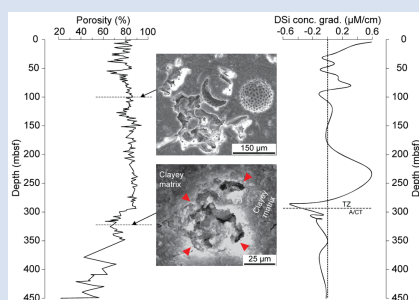 Porosity (%)
20 40 60 80 100
0
50
100
150
200
250
300
350
400
450
Depth (mbsf)
150 µm
Clayey
matrix
Clayey
matrix
25 µm
DSi conc. grad. (µM/cm)
-0.6 -0.2 0 0.2 0.6
0
50
100
150
200
250
300
350
400
450
Depth (mbsf)
TZ
A/CT